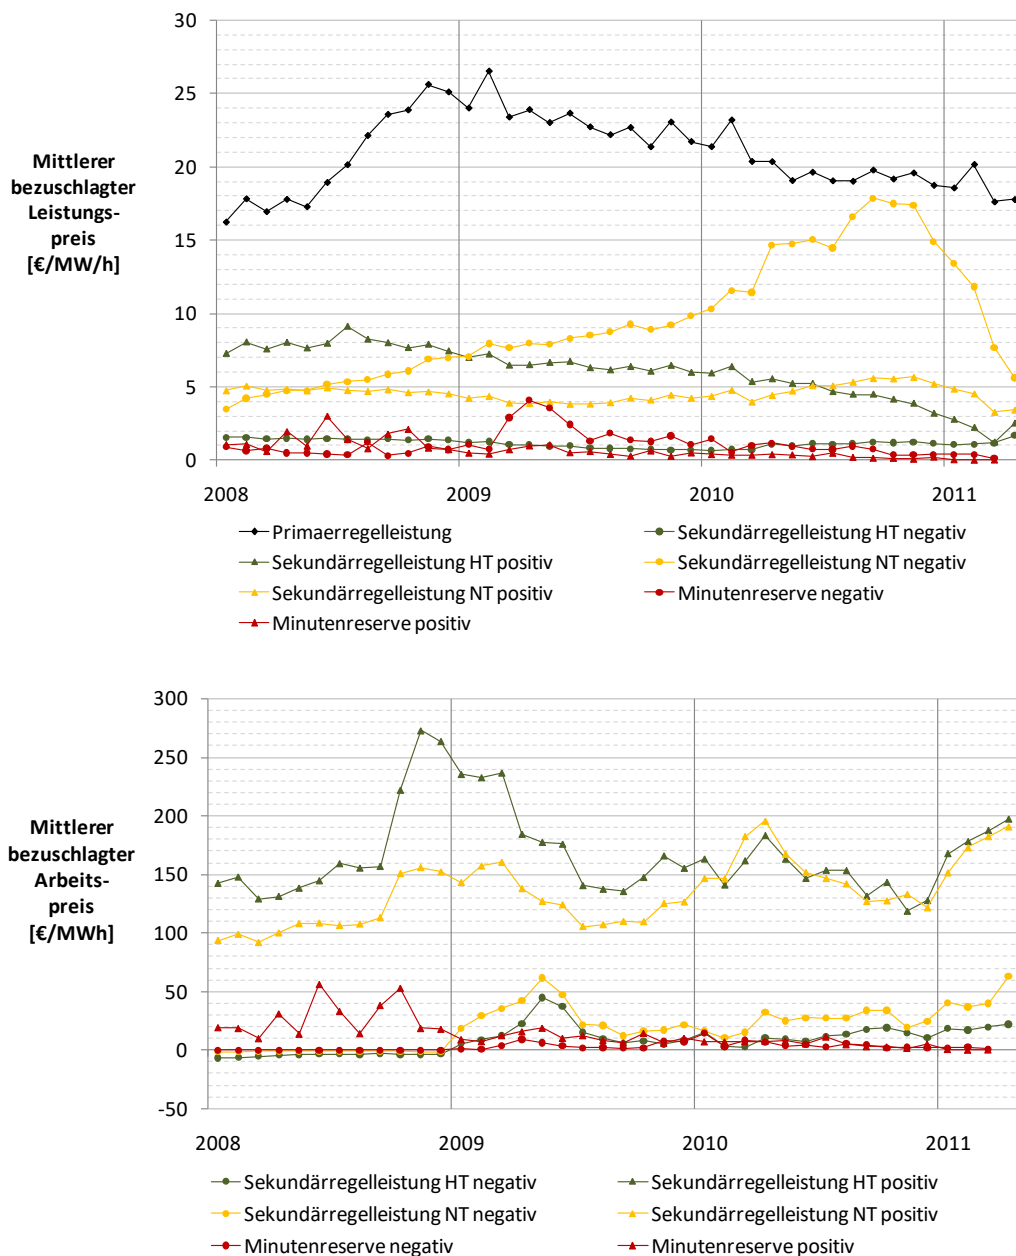 30
25
20
15
10
5
0
Mittlerer
bezuschlagter
Leistungs-
preis
[€/MW/h]
2008 2009 2010 2011
Primaerregelleistung Sekundärregelleistung HT negativ
Sekundärregelleistung HT positiv Sekundärregelleistung NT negativ
Sekundärregelleistung NT positiv Minutenreserve negativ
Minutenreserve positiv
300
250
200
150
100
50
0
-50
Mittlerer
bezuschlagter
Arbeits-
preis
[€/MWh]
2008 2009 2010 2011
Sekundärregelleistung HT negativ Sekundärregelleistung HT positiv
Sekundärregelleistung NT negativ Sekundärregelleistung NT positiv
Minutenreserve negativ Minutenreserve positiv